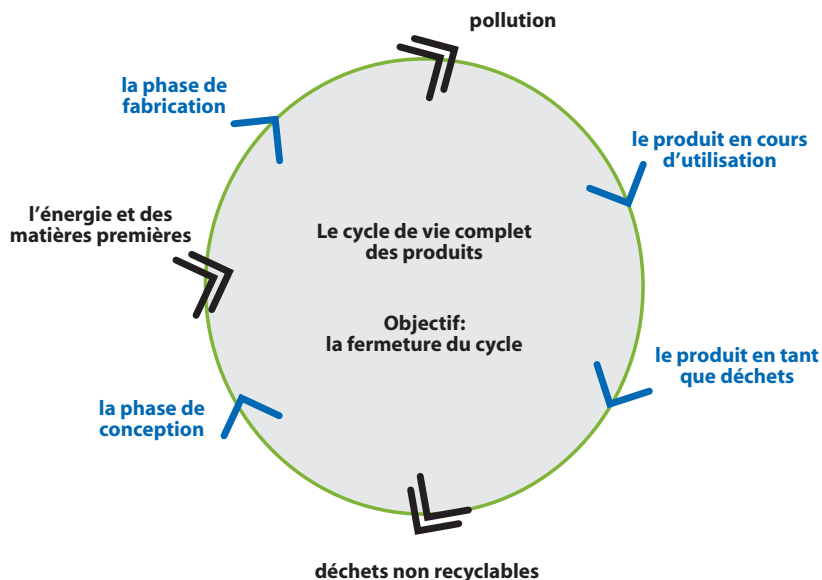 pollution
la phase de
fabrication
le produit en cours
d’utilisation
l’énergie et des
matières premières
Le cycle de vie complet
des produits
Objectif:
la fermeture du cycle
le produit en tant
que déchets
la phase de
conception
déchets non recyclables